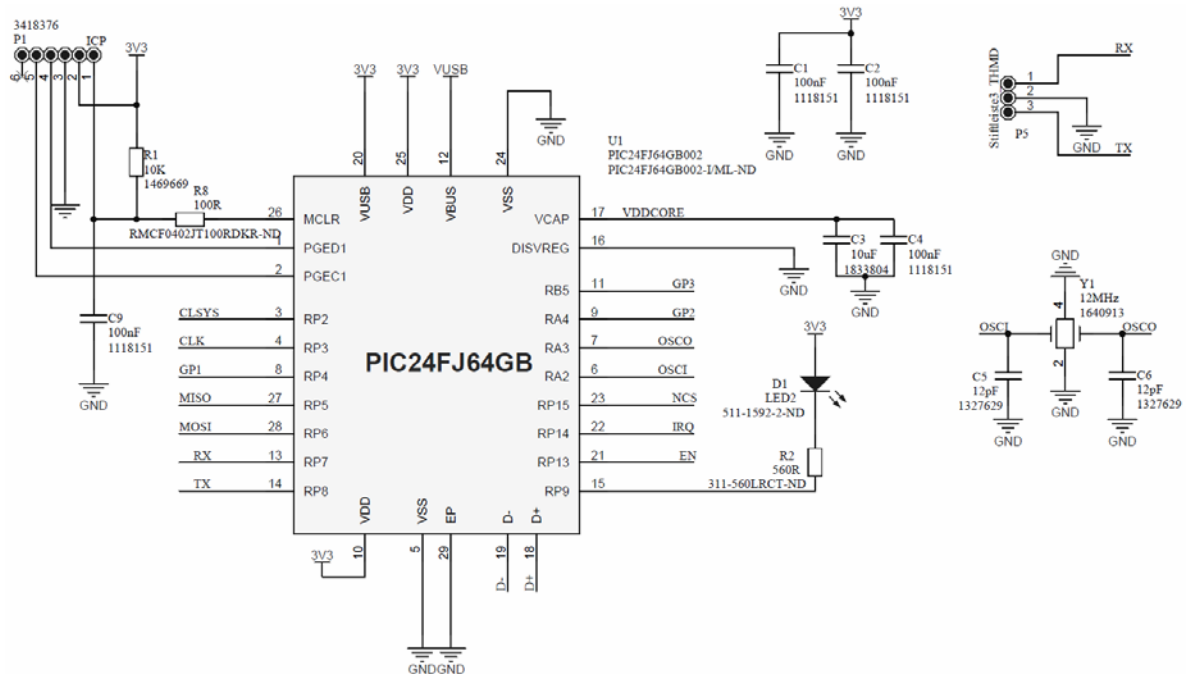 3418376
P1
ICP
6
5
4
3
2
1
3V3
R1
10K
1469669
R8
100R
RMCF0402JT100RDKR-ND
C9
100nF
1118151
GND
3V3
3V3
VUSB
GND
20
25
12
24
VUSB
VDD
VBUS
VSS
U1
PIC24FJ64GB002
PIC24FJ64GB002-I/ML-ND
26 MCLR
1 PGED1
2 PGEC1
CLSYS 3 RP2
CLK 4 RP3
GP1 8 RP4
MISO 27 RP5
MOSI 28 RP6
RX 13 RP7
TX 14 RP8
PIC24FJ64GB
VCAP 17 VDDCORE
DISVREG 16
RB5 11 GP3
RA4 9 GP2
RA3 7 OSCO
RA2 6 OSCI
RP15 23 NCS
RP14 22 IRQ
RP13 21 EN
RP9 15
VDD
VSS
EP
D-
D+
10
5
29
19
18
3V3
D-
D+
GND
GND
3V3
C1
100nF
1118151
C2
100nF
1118151
GND
GND
C3
10uF
1833804
C4
100nF
1118151
GND
GND
3V3
D1
LED2
511-1592-2-ND
R2
560R
311-560LRCT-ND
Stiftleiste3 THMD
1
2
3
P5
RX
GND
TX
GND
Y1
12MHz
1640913
4
2
OSCI
OSCO
C5
12pF
1327629
C6
12pF
1327629
GND
GND
GND